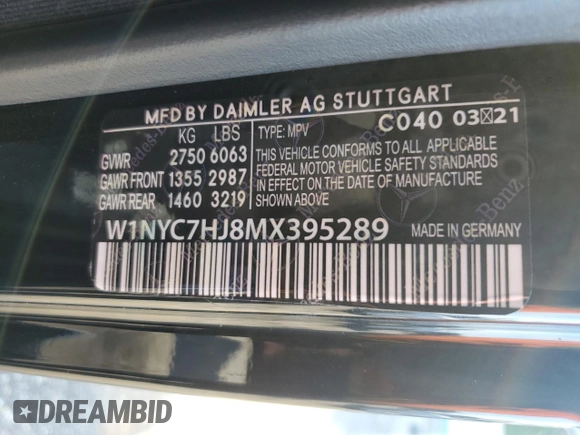 MFD BY DAIMLER AG STUTTGART
KG LBS TYPE: MPV C040 03 21
GVWR 2750 6063 THIS VEHICLE CONFORMS TO ALL APPLICABLE
GAWR FRONT 1355 2987 FEDERAL MOTOR VEHICLE SAFETY STANDARDS
IN EFFECT ON THE DATE OF MANUFACTURE
GAWR REAR 1460 3219 SHOWN ABOVE
W1NYC7HJ8MX395289 MADE IN GERMANY
DREAMBID